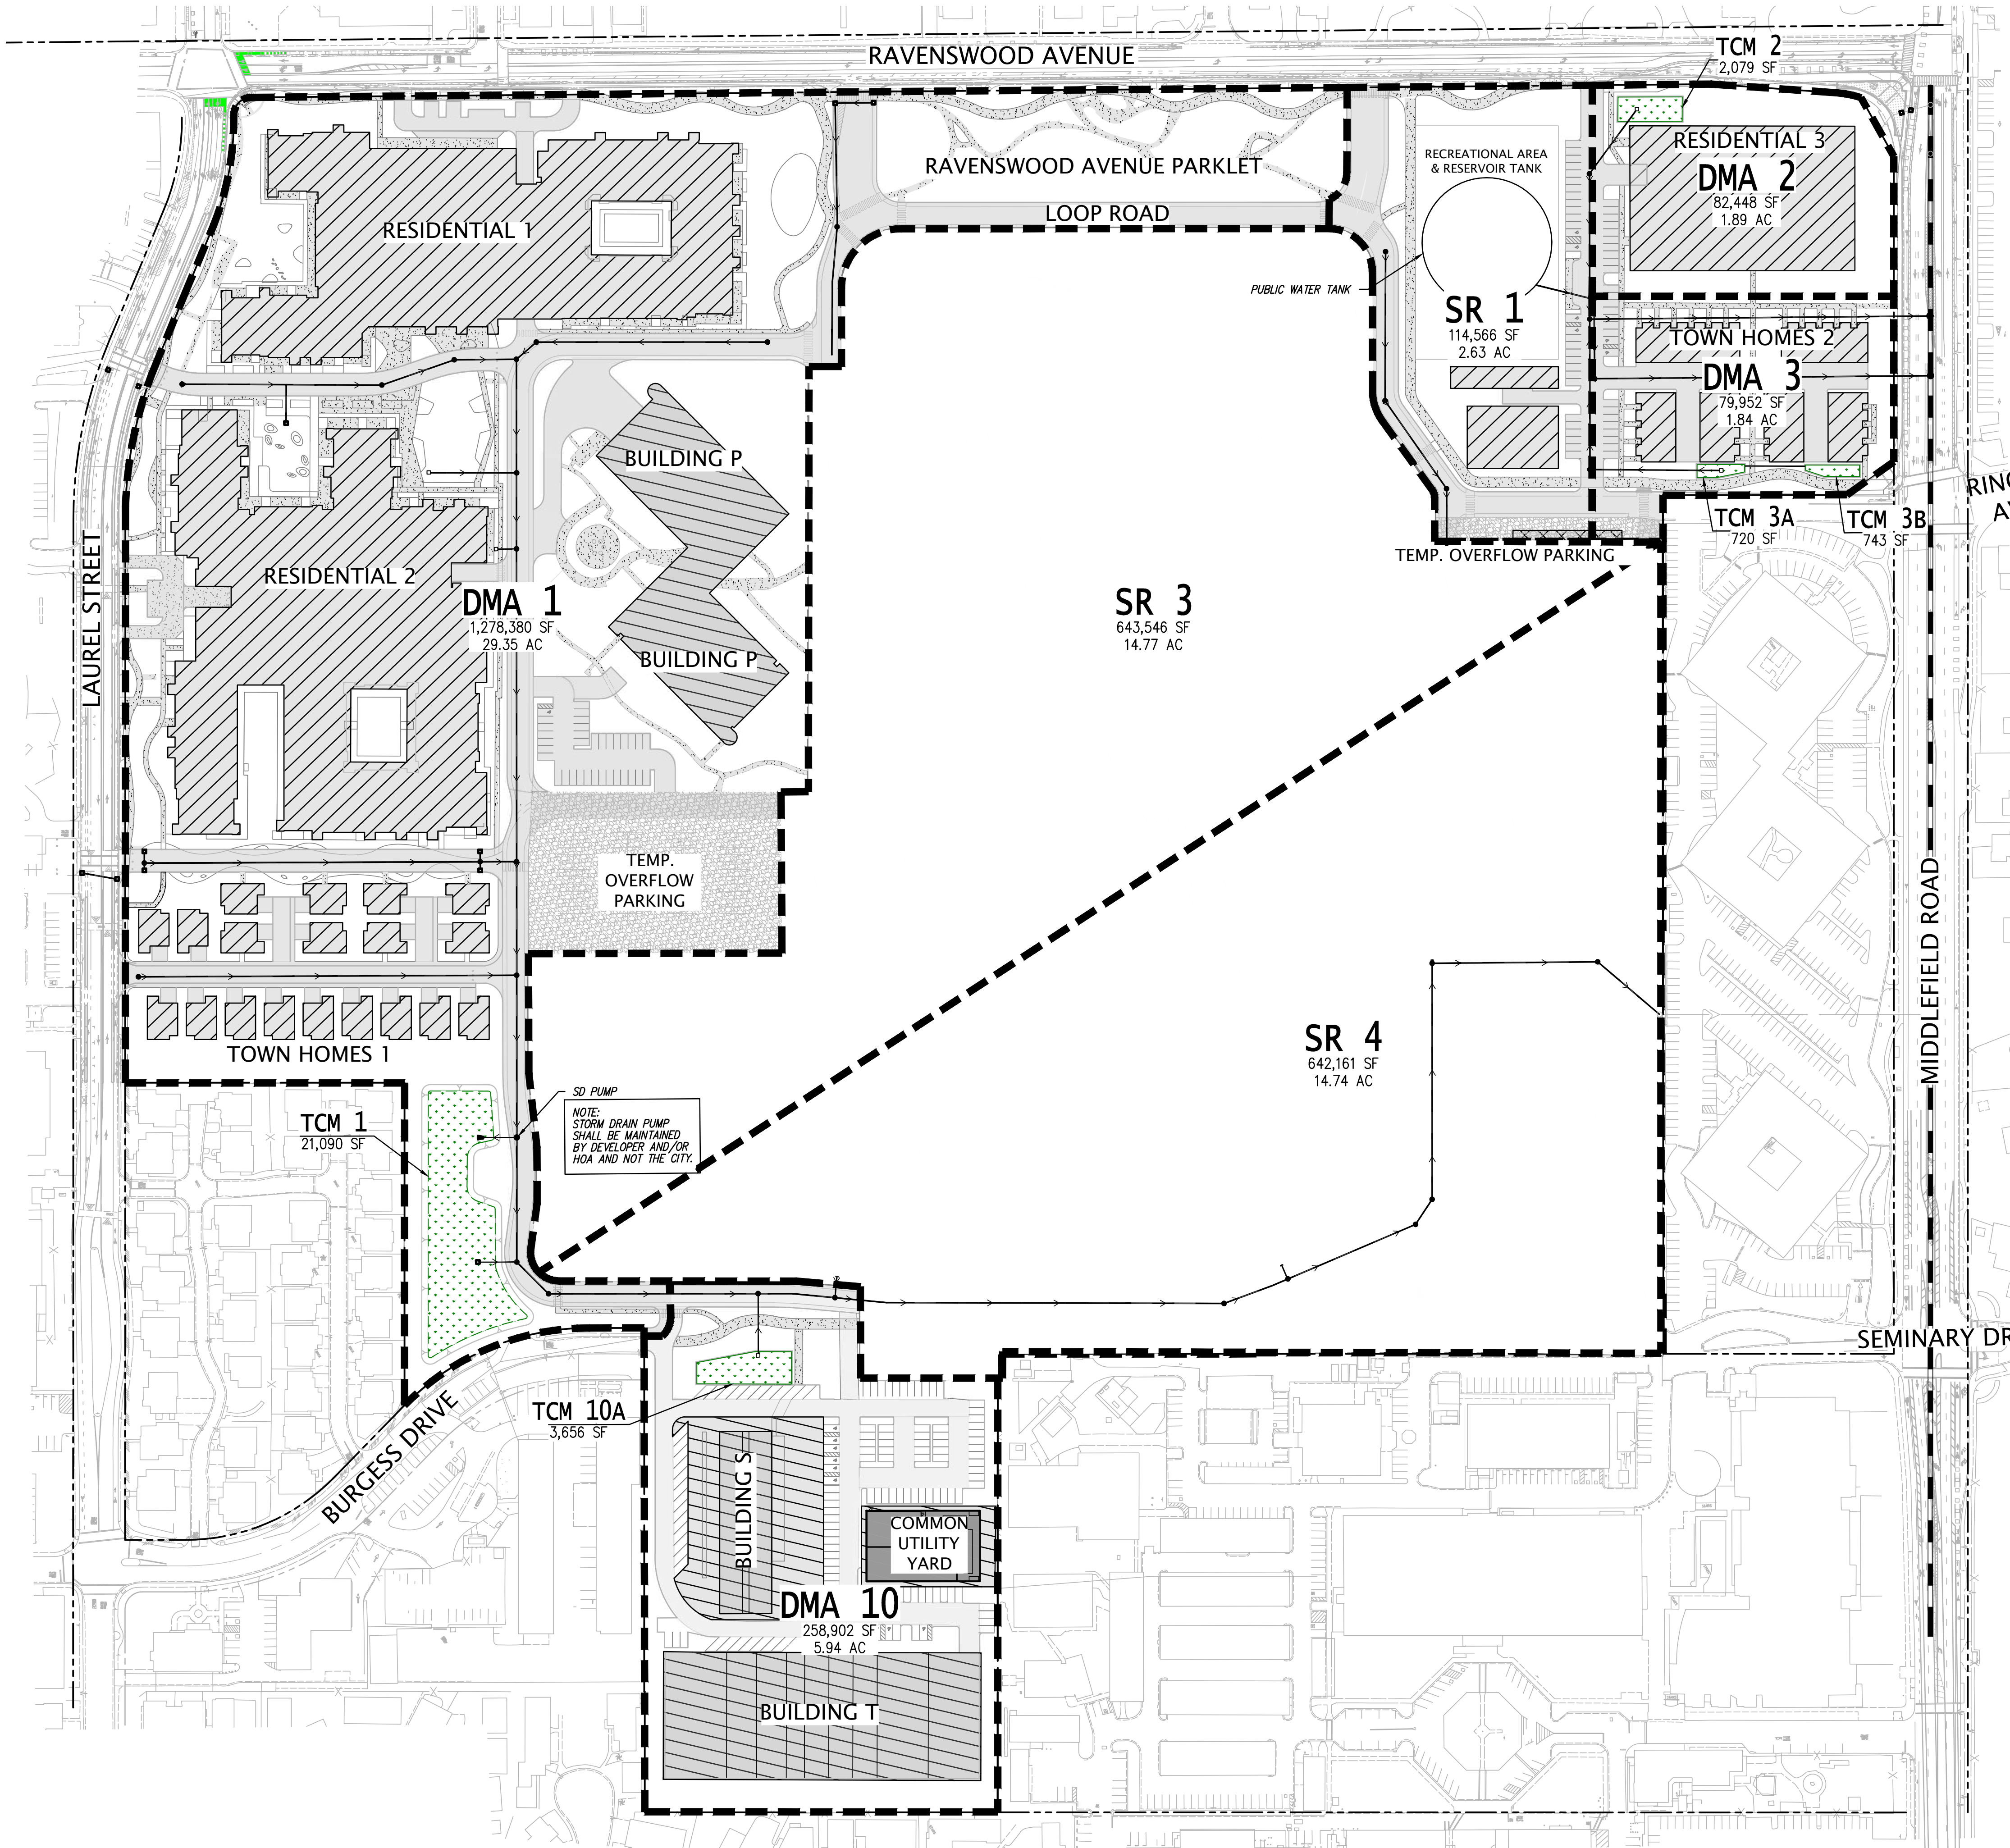 RAVENSWOOD AVENUE
TCM 2
2,079 SF
RESIDENTIAL 3
DMA 2
82,448 SF
1.89 AC
RECREATIONAL AREA
& RESERVOIR TANK
RAVENSWOOD AVENUE PARKLET
LOOP ROAD
RESIDENTIAL 1
PUBLIC WATER TANK
SR 1
114,566 SF
2.63 AC
TOWN HOMES 2
DMA 3
79,952 SF
1.84 AC
BUILDING P
TCM 3A
720 SF
TCM 3B
743 SF
TEMP. OVERFLOW PARKING
LAUREL STREET
RESIDENTIAL 2
DMA 1
1,278,380 SF
29.35 AC
SR 3
643,546 SF
14.77 AC
BUILDING P
TEMP.
OVERFLOW
PARKING
MIDDLEFIELD ROAD
SR 4
642,161 SF
14.74 AC
TOWN HOMES 1
TCM 1
21,090 SF
SD PUMP
NOTE:
STORM DRAIN PUMP
SHALL BE MAINTAINED
BY DEVELOPER AND/OR
HOA AND NOT THE CITY.
SEMINARY DR
BURGESS DRIVE
TCM 10A
3,656 SF
BUILDING S
COMMON
UTILITY
YARD
DMA 10
258,902 SF
5.94 AC
BUILDING T